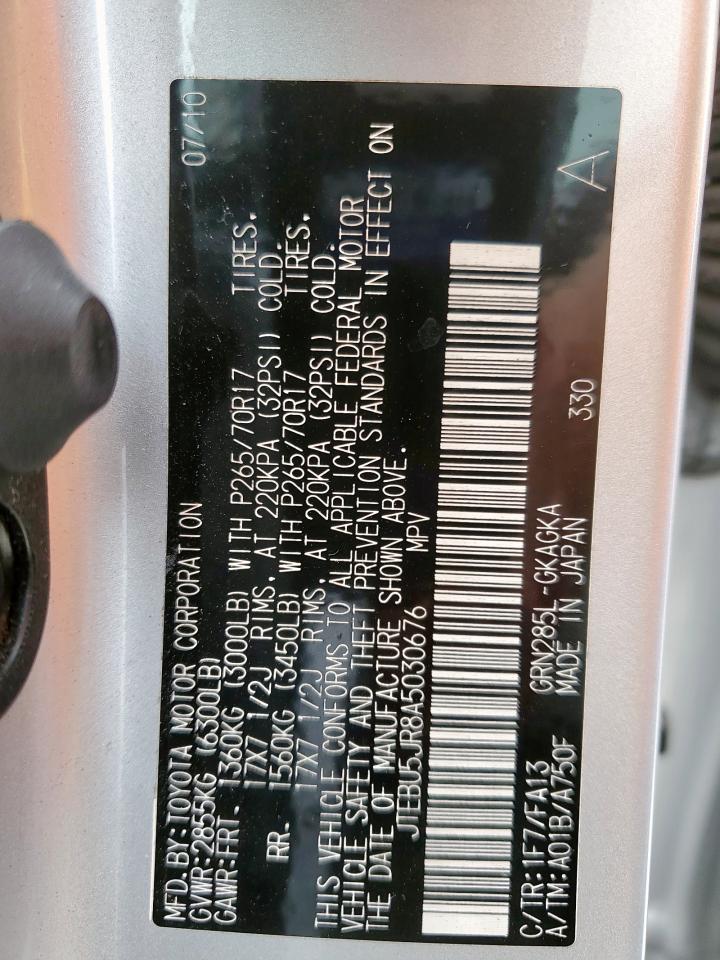 MFD.BY:TOYOTA MOTOR CORPORATION 07/10
GVWR:2855KG (6300LB)
GAWR:FRT. 1360KG (3000LB) WITH P265/70R17 TIRES,
17X7 1/2J RIMS, AT 220KPA (32PSI) COLD.
RR. 1560KG (3450LB) WITH P265/70R17 TIRES,
17X7 1/2J RIMS, AT 220KPA (32PSI) COLD.
THIS VEHICLE CONFORMS TO ALL APPLICABLE FEDERAL MOTOR
VEHICLE SAFETY AND THEFT PREVENTION STANDARDS IN EFFECT ON
THE DATE OF MANUFACTURE SHOWN ABOVE.
JTEBU5JR8A5030676 MPV
C/TR:1F7/FA13 GRN285L-GKAGKA 330 A
A/TM:A01B/A750F MADE IN JAPAN